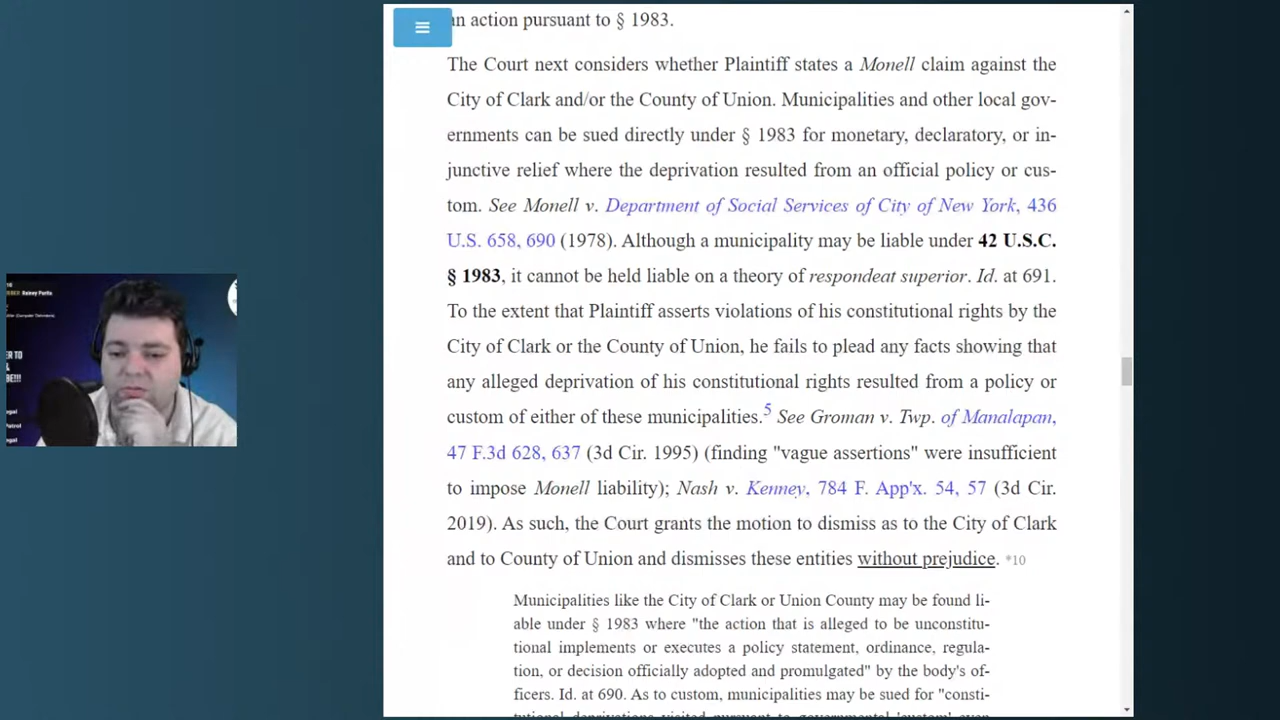 an action pursuant to § 1983.
The Court next considers whether Plaintiff states a Monell claim against the
City of Clark and/or the County of Union. Municipalities and other local gov-
ernments can be sued directly under § 1983 for monetary, declaratory, or in-
junctive relief where the deprivation resulted from an official policy or cus-
tom. See Monell v. Department of Social Services of City of New York, 436
U.S. 658, 690 (1978). Although a municipality may be liable under 42 U.S.C.
§ 1983, it cannot be held liable on a theory of respondeat superior. Id. at 691.
To the extent that Plaintiff asserts violations of his constitutional rights by the
City of Clark or the County of Union, he fails to plead any facts showing that
any alleged deprivation of his constitutional rights resulted from a policy or
custom of either of these municipalities.5 See Groman v. Twp. of Manalapan,
47 F.3d 628, 637 (3d Cir. 1995) (finding "vague assertions" were insufficient
to impose Monell liability); Nash v. Kenney, 784 F. App'x. 54, 57 (3d Cir.
2019). As such, the Court grants the motion to dismiss as to the City of Clark
and to County of Union and dismisses these entities without prejudice. *10
Municipalities like the City of Clark or Union County may be found li-
able under § 1983 where "the action that is alleged to be unconstitu-
tional implements or executes a policy statement, ordinance, regula-
tion, or decision officially adopted and promulgated" by the body's of-
ficers. Id. at 690. As to custom, municipalities may be sued for "consti-
tutional deprivations visited pursuant to governmental 'custom' even